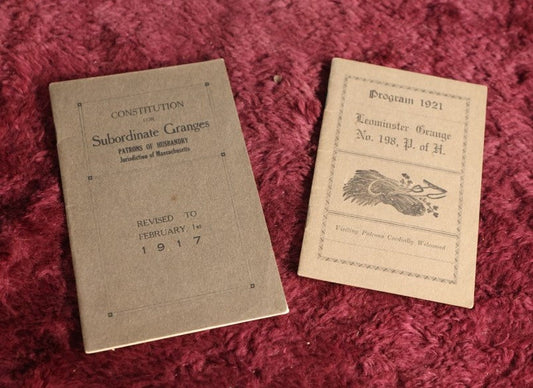 CONSTITUTION
FOR
Subordinate Granges
PATRONS OF HUSBANDRY
Jurisdiction of Massachusetts
REVISED TO
FEBRUARY 1st
1917
Program 1921
Leominster Grange
No. 198, P. of H.
Visiting Patrons Cordially Welcomed